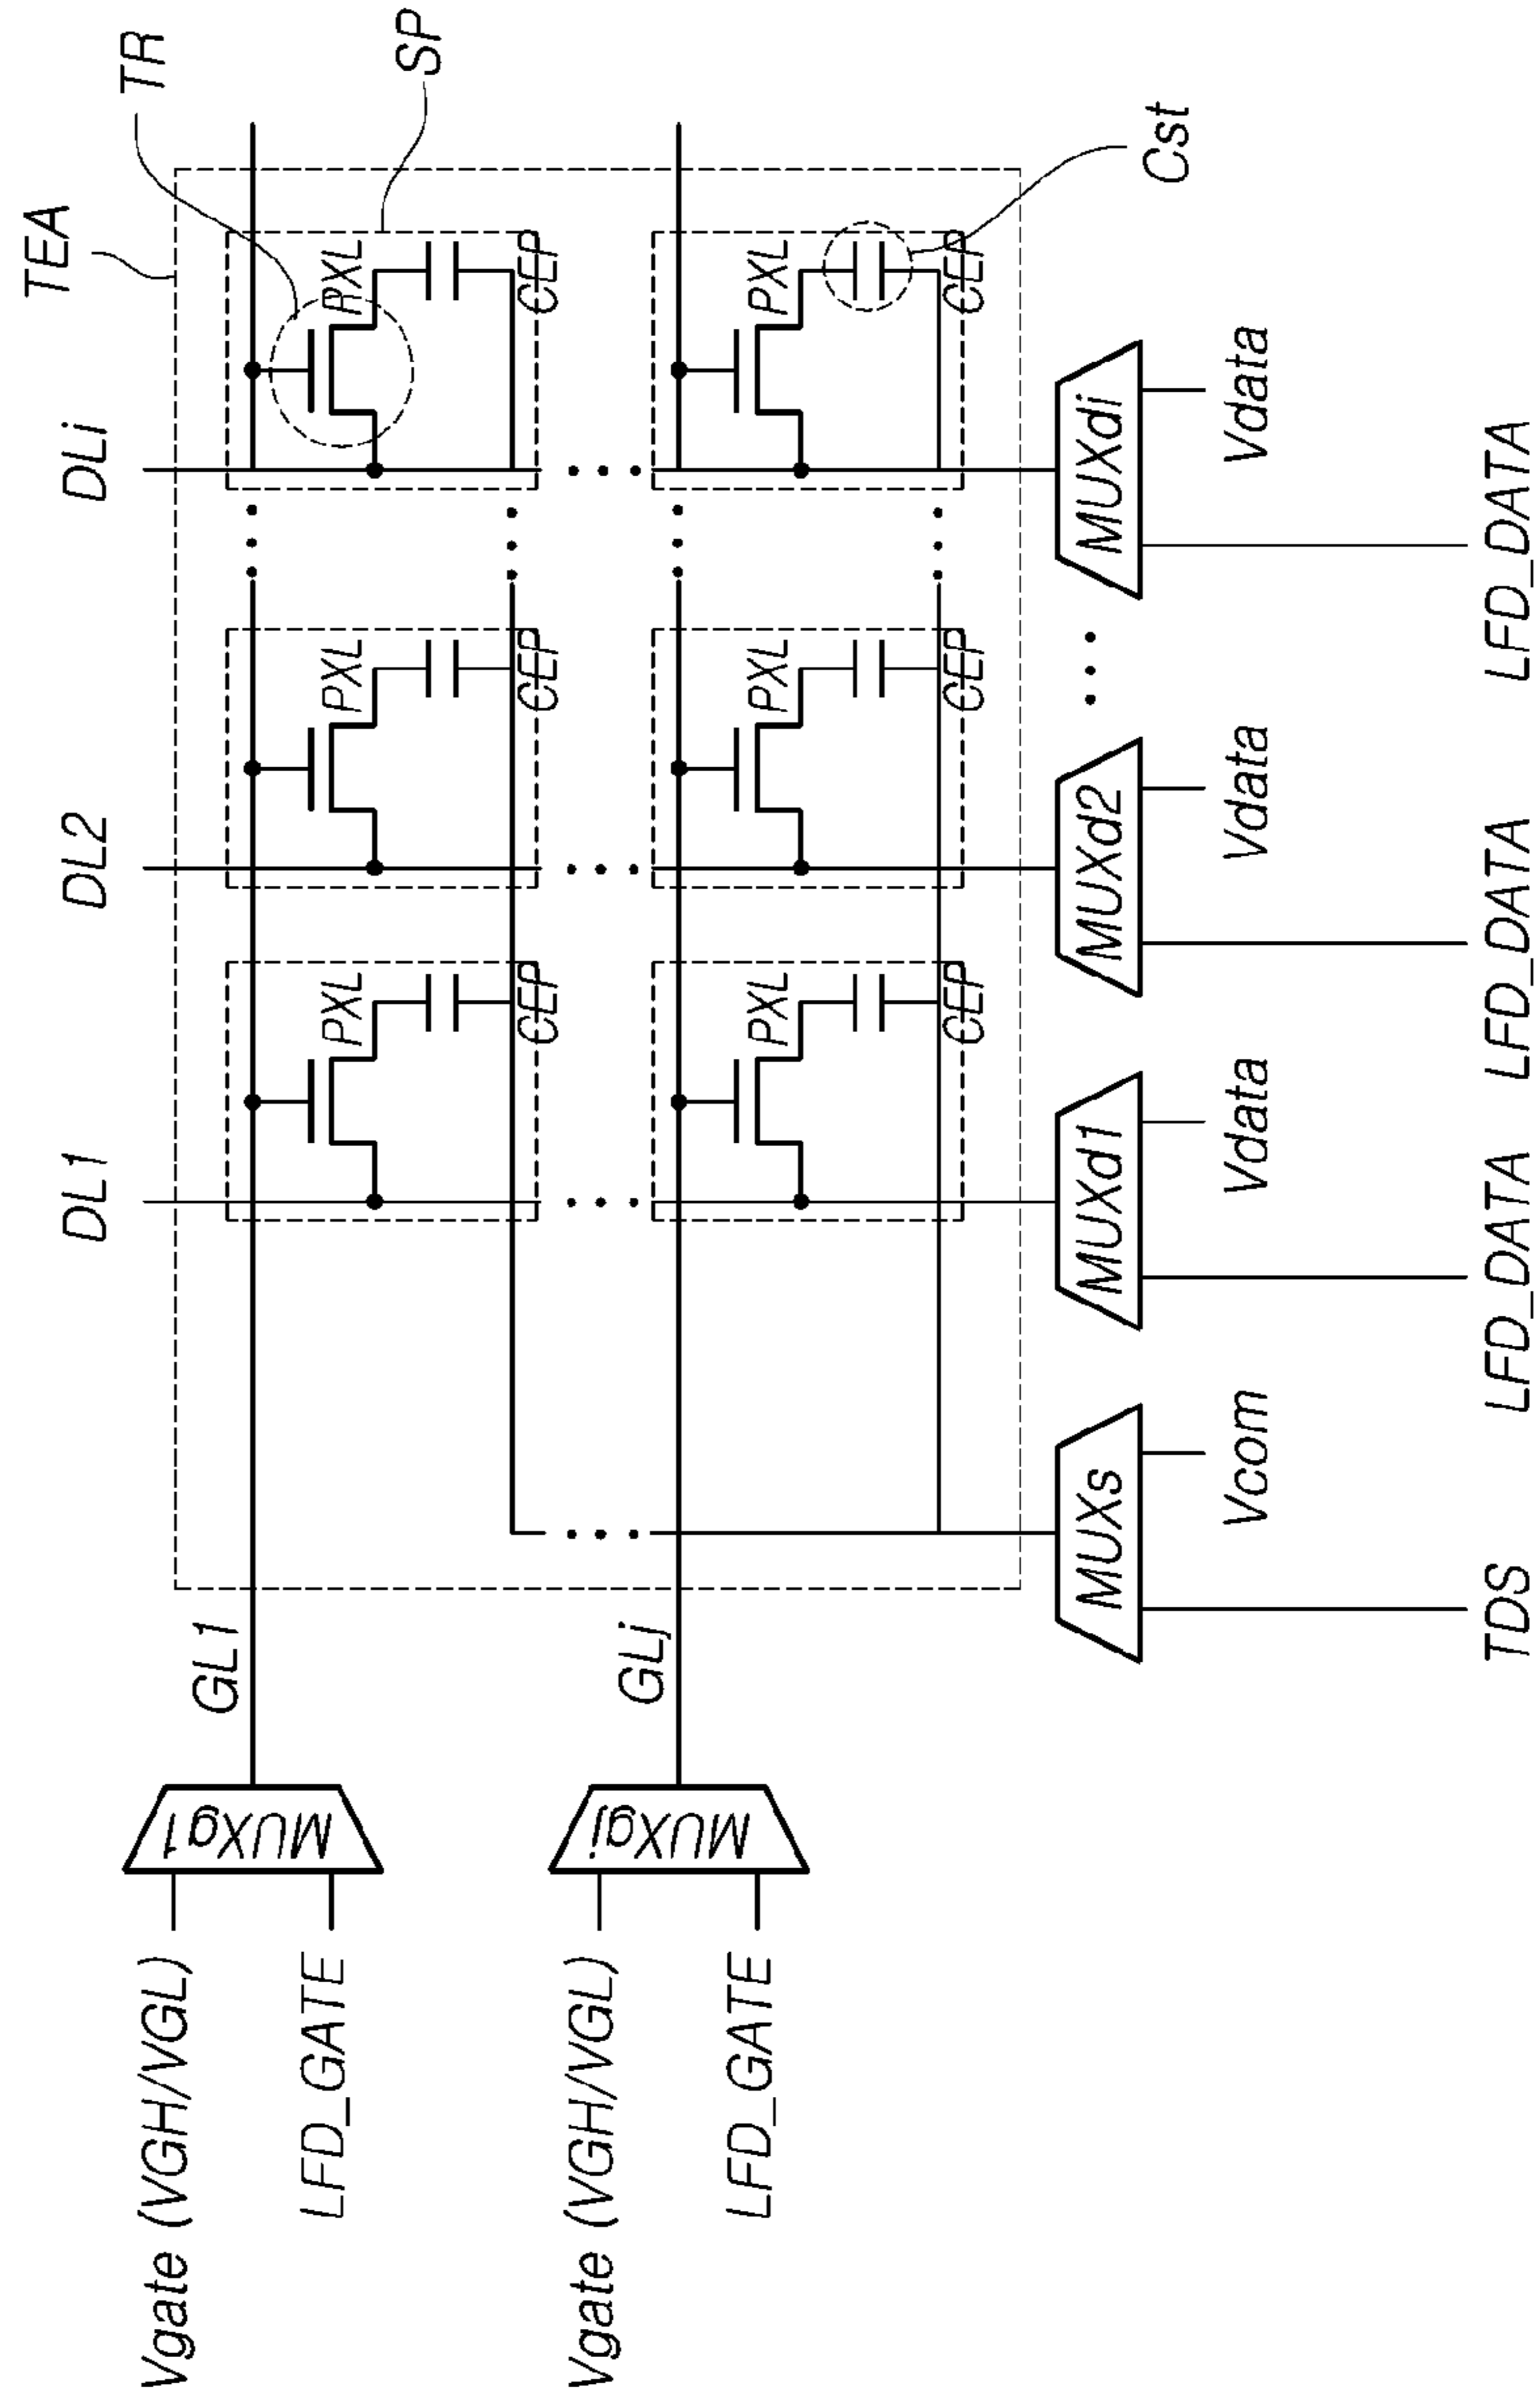 TEA
TR
SP
DL1
DL2
DLi
GL1
PXL
PXL
PXL
CEP
CEP
CEP
GLj
PXL
PXL
PXL
CEP
CEP
CEP
Cst
MUXg1
Vgate (VGH/VGL)
LFD_GATE
MUXgj
Vgate (VGH/VGL)
LFD_GATE
MUXs
MUXd1
MUXd2
MUXdi
Vcom
Vdata
Vdata
Vdata
TDS
LFD_DATA
LFD_DATA
LFD_DATA